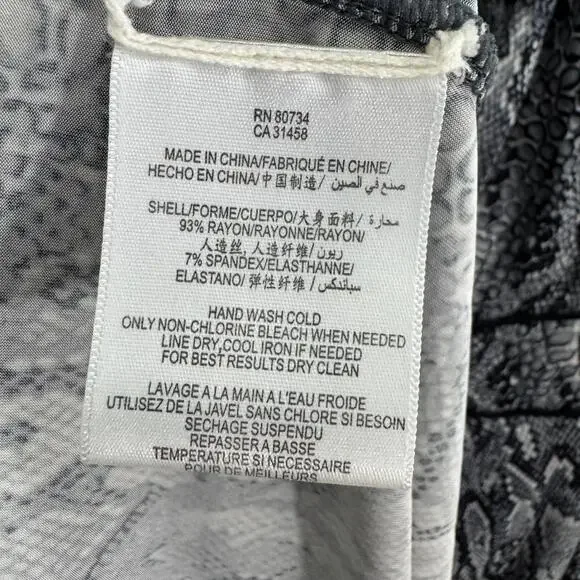 RN 80734
CA 31458
MADE IN CHINA/FABRIQUÉ EN CHINE/
HECHO EN CHINA/中国制造/ صنع في الصين
SHELL/FORME/CUERPO/大身面料/ محارة/
93% RAYON/RAYONNE/RAYON/
人造丝, 人造纤维/ ريون/
7% SPANDEX/ELASTHANNE/
ELASTANO/ 弹性纤维/ سباندكس
HAND WASH COLD
ONLY NON-CHLORINE BLEACH WHEN NEEDED
LINE DRY,COOL IRON IF NEEDED
FOR BEST RESULTS DRY CLEAN
LAVAGE A LA MAIN A L'EAU FROIDE
UTILISEZ DE LA JAVEL SANS CHLORE SI BESOIN
SECHAGE SUSPENDU
REPASSER A BASSE
TEMPERATURE SI NECESSAIRE
POUR DE MEILLEURS